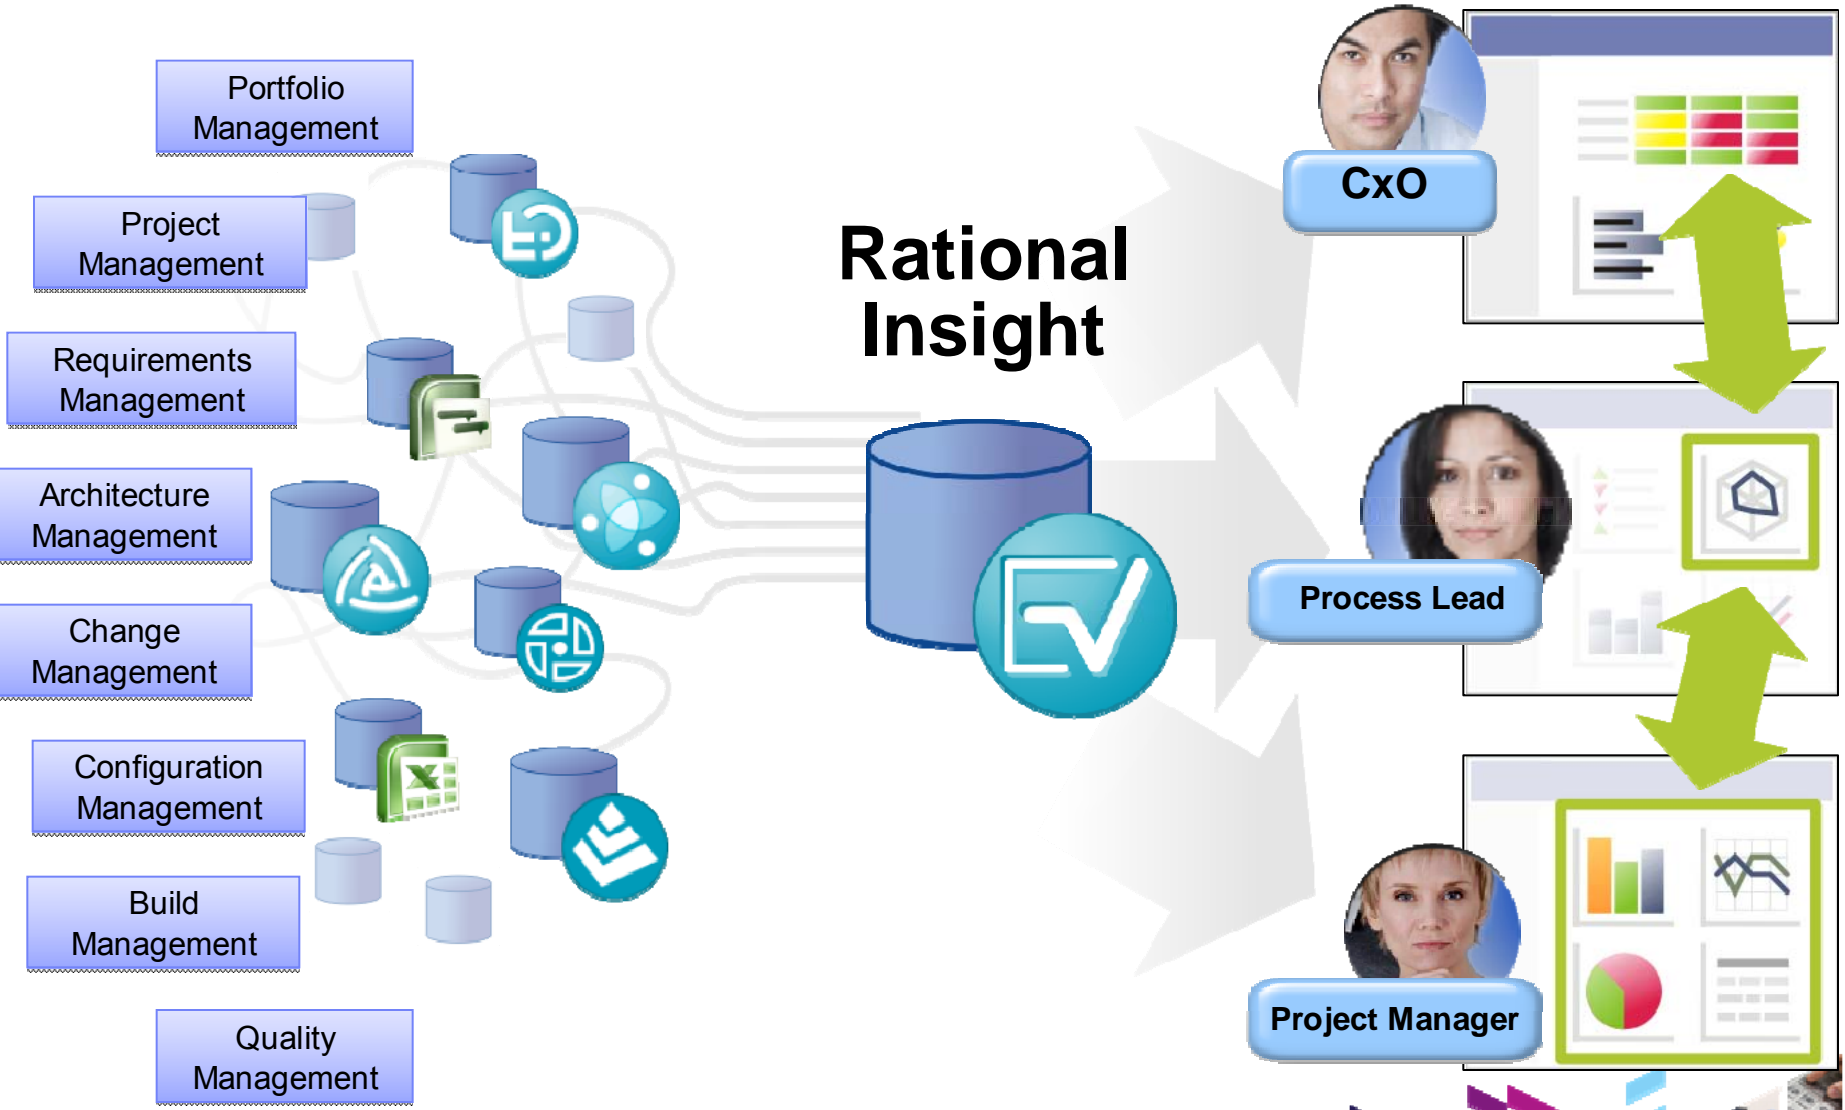 Portfolio
Management
Project
Management
Requirements
Management
Architecture
Management
Change
Management
Configuration
Management
Build
Management
Quality
Management
Rational
Insight
CxO
Process Lead
Project Manager